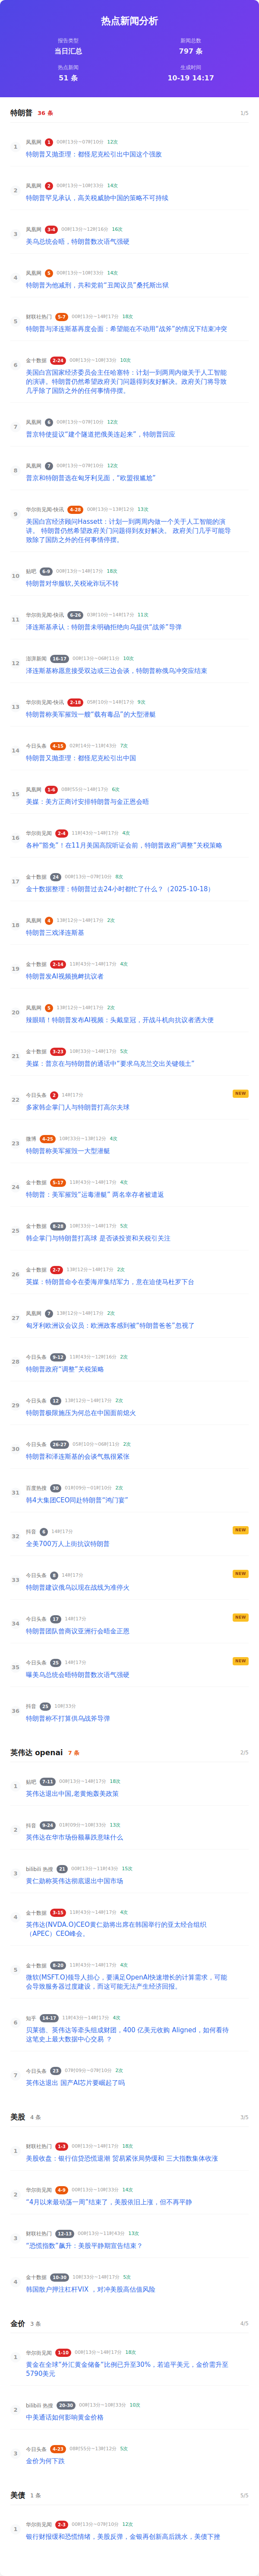 热点新闻分析
报告类型
当日汇总
新闻总数
797 条
热点新闻
51 条
生成时间
10-19 14:17
特朗普 36 条 1/5
1
凤凰网 1 00时13分~07时10分 12次
特朗普又抛歪理：都怪尼克松引出中国这个强敌
2
凤凰网 2 00时13分~10时33分 14次
特朗普罕见承认，高关税威胁中国的策略不可持续
3
凤凰网 3-4 00时13分~12时16分 16次
美乌总统会晤，特朗普数次语气强硬
4
凤凰网 5 00时13分~10时33分 14次
特朗普为他减刑，共和党前“丑闻议员”桑托斯出狱
5
财联社热门 5-7 00时13分~14时17分 18次
特朗普与泽连斯基再度会面：希望能在不动用“战斧”的情况下结束冲突
6
金十数据 2-24 00时13分~10时33分 10次
美国白宫国家经济委员会主任哈塞特：计划一到两周内做关于人工智能
的演讲。特朗普仍然希望政府关门问题得到友好解决。政府关门将导致
几乎除了国防之外的任何事情停摆。
7
凤凰网 6 00时13分~07时10分 12次
普京特使提议“建个隧道把俄美连起来”，特朗普回应
8
凤凰网 7 00时13分~07时10分 12次
普京和特朗普选在匈牙利见面，“欧盟很尴尬”
9
华尔街见闻-快讯 4-28 00时13分~13时12分 13次
美国白宫经济顾问Hassett：计划一到两周内做一个关于人工智能的演
讲。 特朗普仍然希望政府关门问题得到友好解决。 政府关门几乎可能导
致除了国防之外的任何事情停摆。
10
贴吧 6-9 00时13分~14时17分 18次
特朗普对华服软,关税讹诈玩不转
11
华尔街见闻-快讯 6-26 03时10分~14时17分 11次
泽连斯基承认：特朗普未明确拒绝向乌提供“战斧”导弹
12
澎湃新闻 16-17 00时13分~06时11分 10次
泽连斯基称愿意接受双边或三边会谈，特朗普称俄乌冲突应结束
13
华尔街见闻-快讯 2-18 05时10分~14时17分 9次
特朗普称美军摧毁一艘“载有毒品”的大型潜艇
14
今日头条 4-15 02时14分~11时43分 7次
特朗普又抛歪理：都怪尼克松引出中国
15
凤凰网 1-6 08时55分~14时17分 6次
美媒：美方正商讨安排特朗普与金正恩会晤
16
华尔街见闻 2-4 11时43分~14时17分 4次
各种“豁免”！在11月美国高院听证会前，特朗普政府“调整”关税策略
17
金十数据 24 00时13分~07时10分 8次
金十数据整理：特朗普过去24小时都忙了什么？（2025-10-18）
18
凤凰网 4 13时12分~14时17分 2次
特朗普三戏泽连斯基
19
金十数据 2-14 11时43分~14时17分 4次
特朗普发AI视频挑衅抗议者
20
凤凰网 5 13时12分~14时17分 2次
辣眼睛！特朗普发布AI视频：头戴皇冠，开战斗机向抗议者洒大便
21
金十数据 3-23 10时33分~14时17分 5次
美媒：普京在与特朗普的通话中“要求乌克兰交出关键领土”
22
今日头条 2 14时17分 NEW
多家韩企掌门人与特朗普打高尔夫球
23
微博 4-25 10时33分~13时12分 4次
特朗普称美军摧毁一大型潜艇
24
金十数据 5-17 11时43分~14时17分 4次
特朗普：美军摧毁“运毒潜艇” 两名幸存者被遣返
25
金十数据 6-28 10时33分~14时17分 5次
韩企掌门与特朗普打高球 是否谈投资和关税引关注
26
金十数据 2-7 13时12分~14时17分 2次
英媒：特朗普命令在委海岸集结军力，意在迫使马杜罗下台
27
凤凰网 7 13时12分~14时17分 2次
匈牙利欧洲议会议员：欧洲政客感到被“特朗普爸爸”忽视了
28
今日头条 9-12 11时43分~12时16分 2次
特朗普政府“调整”关税策略
29
今日头条 12 13时12分~14时17分 2次
特朗普极限施压为何总在中国面前熄火
30
今日头条 26-27 05时10分~06时11分 2次
特朗普和泽连斯基的会谈气氛很紧张
31
百度热搜 30 01时09分~01时10分 2次
韩4大集团CEO同赴特朗普“鸿门宴”
32
抖音 6 14时17分 NEW
全美700万人上街抗议特朗普
33
今日头条 8 14时17分 NEW
特朗普建议俄乌以现在战线为准停火
34
今日头条 17 14时17分 NEW
特朗普团队曾商议亚洲行会晤金正恩
35
今日头条 25 14时17分 NEW
曝美乌总统会晤特朗普数次语气强硬
36
抖音 25 10时33分
特朗普称不打算供乌战斧导弹
英伟达 openai 7 条 2/5
1
贴吧 7-11 00时13分~14时17分 18次
英伟达退出中国,老黄炮轰美政策
2
抖音 9-24 01时09分~10时33分 13次
英伟达在华市场份额暴跌意味什么
3
bilibili 热搜 21 00时13分~11时43分 15次
黄仁勋称英伟达彻底退出中国市场
4
金十数据 3-15 11时43分~14时17分 4次
英伟达(NVDA.O)CEO黄仁勋将出席在韩国举行的亚太经合组织
（APEC）CEO峰会。
5
金十数据 8-20 11时43分~14时17分 4次
微软(MSFT.O)领导人担心，要满足OpenAI快速增长的计算需求，可能
会导致服务器过度建设，而这可能无法产生经济回报。
6
知乎 14-17 11时43分~14时17分 4次
贝莱德、英伟达等牵头组成财团，400 亿美元收购 Aligned，如何看待
这笔史上最大数据中心交易 ？
7
今日头条 23 07时09分~07时10分 2次
英伟达退出 国产AI芯片要崛起了吗
美股 4 条 3/5
1
财联社热门 1-3 00时13分~14时17分 18次
美股收盘：银行信贷恐慌退潮 贸易紧张局势缓和 三大指数集体收涨
2
华尔街见闻 4-9 00时13分~10时33分 14次
“4月以来最动荡一周”结束了，美股依旧上涨，但不再平静
3
财联社热门 12-13 00时13分~11时43分 13次
“恐慌指数”飙升：美股平静期宣告结束？
4
金十数据 10-30 10时33分~14时17分 5次
韩国散户押注杠杆VIX ，对冲美股高估值风险
金价 3 条 4/5
1
华尔街见闻 1-10 00时13分~14时17分 18次
黄金在全球“外汇黄金储备”比例已升至30%，若追平美元，金价需升至
5790美元
2
bilibili 热搜 20-30 00时13分~10时33分 10次
中美通话如何影响黄金价格
3
今日头条 4-23 08时55分~13时12分 5次
金价为何下跌
美债 1 条 5/5
1
华尔街见闻 2-3 00时13分~07时10分 12次
银行财报缓和恐慌情绪，美股反弹，金银再创新高后跳水，美债下挫